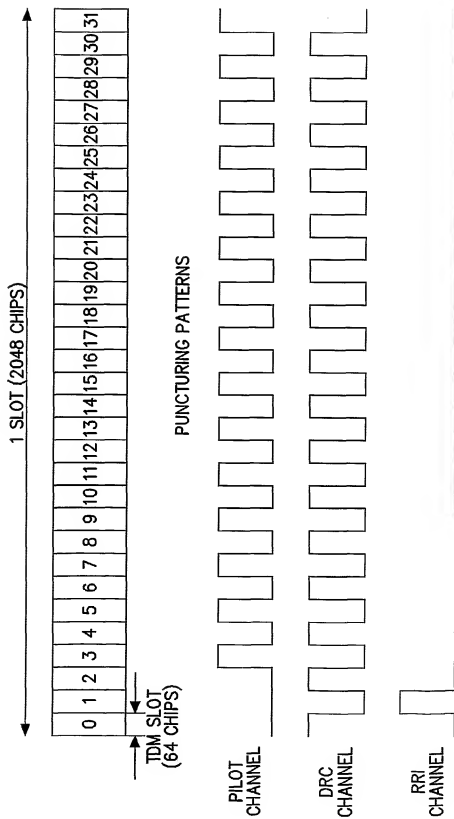 1 SLOT (2048 CHIPS)
0 1 2 3 4 5 6 7 8 9 10 11 12 13 14 15 16 17 18 19 20 21 22 23 24 25 26 27 28 29 30 31
TDM SLOT
(64 CHIPS)
PUNCTURING PATTERNS
PILOT
CHANNEL
DRC
CHANNEL
RRI
CHANNEL